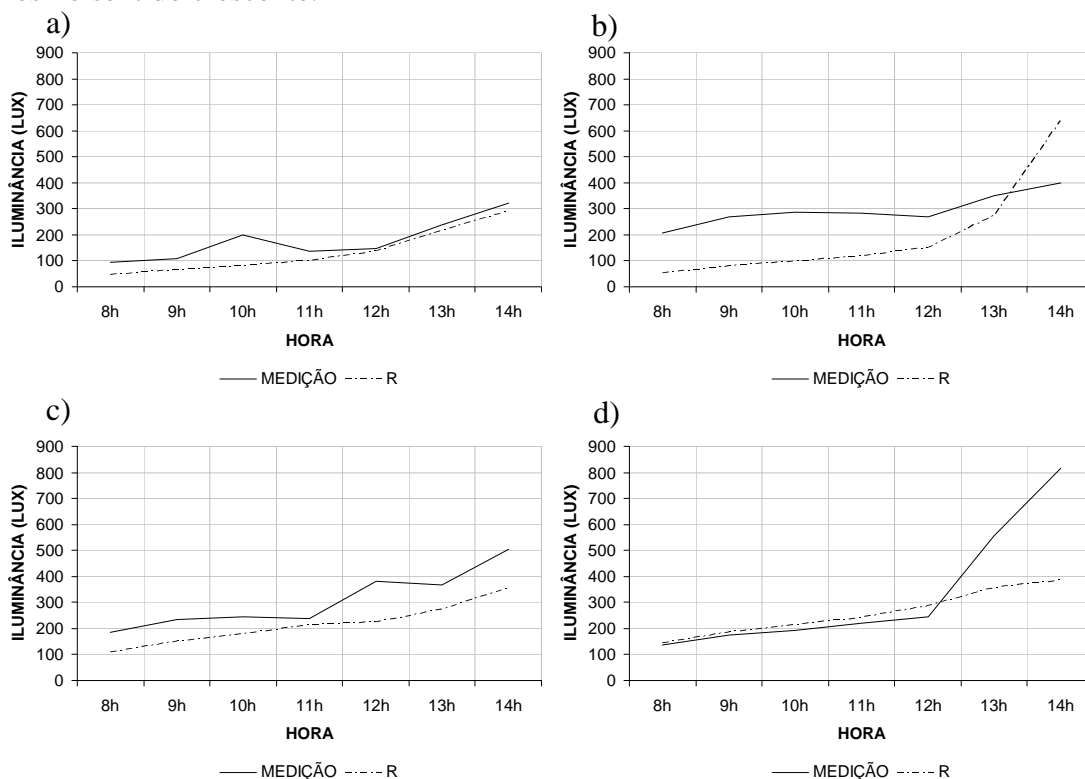 a) b)
900 900
800 800
700 700
600 600
500 500
400 400
300 300
200 200
100 100
0 0
ILUMINÂNCIA (LUX) ILUMINÂNCIA (LUX)
8h 9h 10h 11h 12h 13h 14h 8h 9h 10h 11h 12h 13h 14h
HORA HORA
MEDIÇÃO R MEDIÇÃO R
c) d)
900 900
800 800
700 700
600 600
500 500
400 400
300 300
200 200
100 100
0 0
ILUMINÂNCIA (LUX) ILUMINÂNCIA (LUX)
8h 9h 10h 11h 12h 13h 14h 8h 9h 10h 11h 12h 13h 14h
HORA HORA
MEDIÇÃO R MEDIÇÃO R